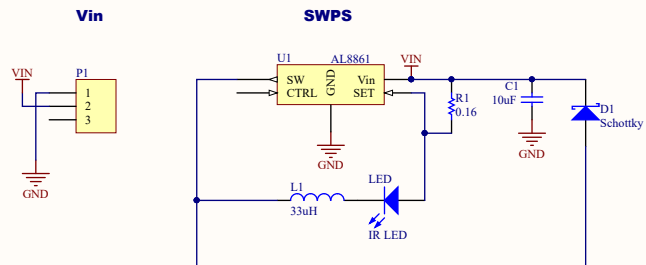 Vin
SWPS
U1
AL8861
VIN
SW
CTRL
GND
Vin
SET
GND
VIN
P1
1
2
3
GND
R1
0.16
C1
10uF
GND
D1
Schottky
L1
33uH
LED
IR LED